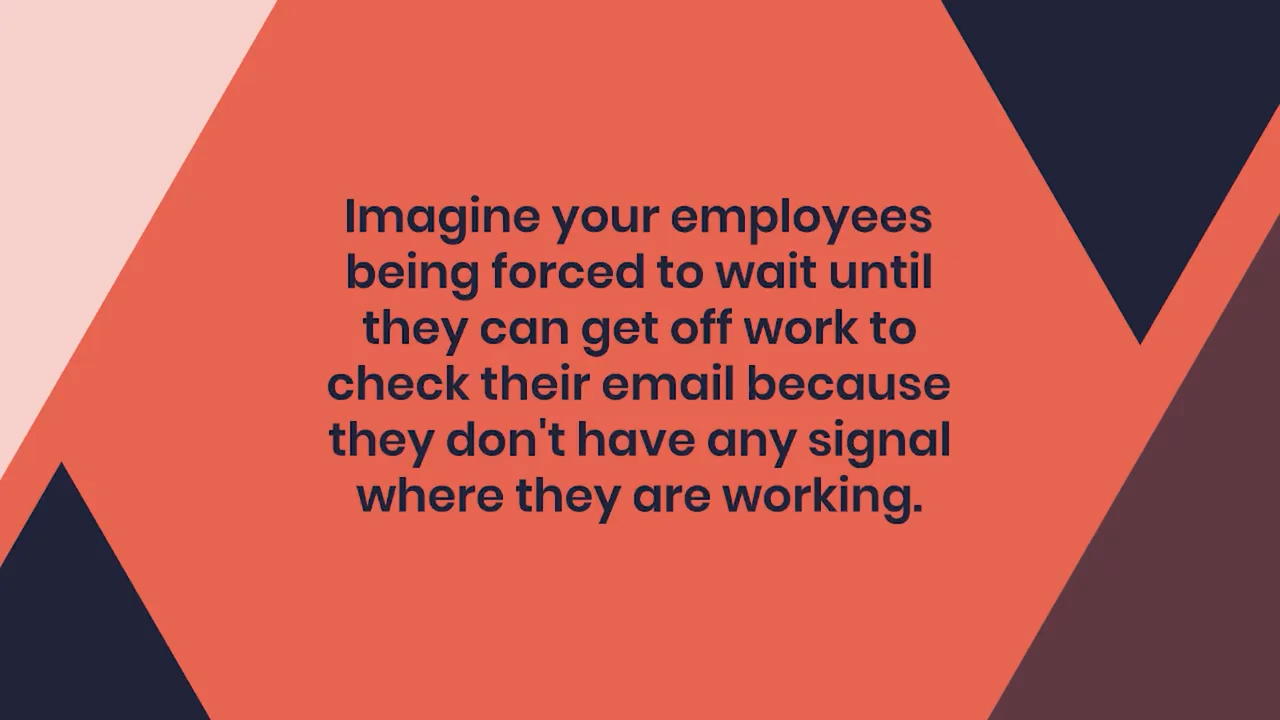 Imagine your employees
being forced to wait until
they can get off work to
check their email because
they don't have any signal
where they are working.